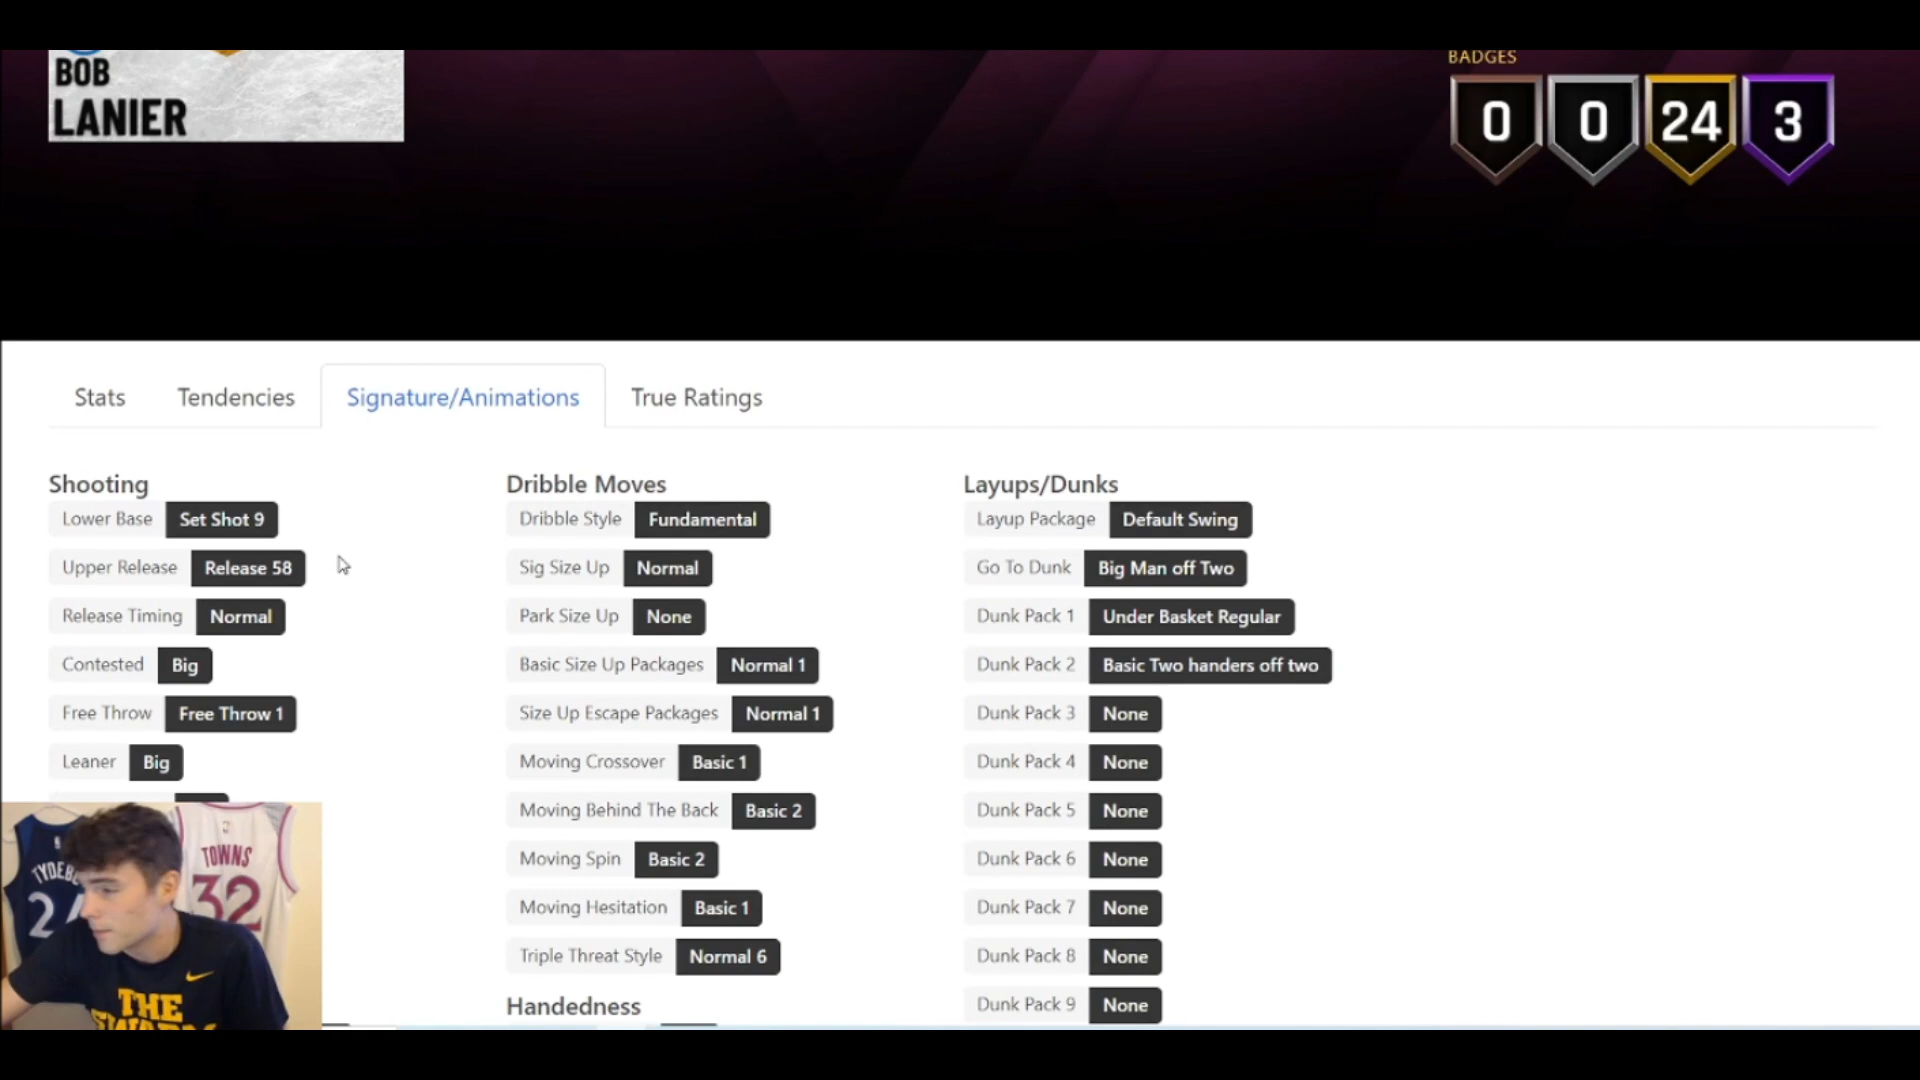 BOB
LANIER
BADGES
0 0 24 3
Stats Tendencies Signature/Animations True Ratings
Shooting
Lower Base Set Shot 9
Upper Release Release 58
Release Timing Normal
Contested Big
Free Throw Free Throw 1
Leaner Big
Dribble Moves
Dribble Style Fundamental
Sig Size Up Normal
Park Size Up None
Basic Size Up Packages Normal 1
Size Up Escape Packages Normal 1
Moving Crossover Basic 1
Moving Behind The Back Basic 2
Moving Spin Basic 2
Moving Hesitation Basic 1
Triple Threat Style Normal 6
Handedness
Layups/Dunks
Layup Package Default Swing
Go To Dunk Big Man off Two
Dunk Pack 1 Under Basket Regular
Dunk Pack 2 Basic Two handers off two
Dunk Pack 3 None
Dunk Pack 4 None
Dunk Pack 5 None
Dunk Pack 6 None
Dunk Pack 7 None
Dunk Pack 8 None
Dunk Pack 9 None
TOWNS
32
THE